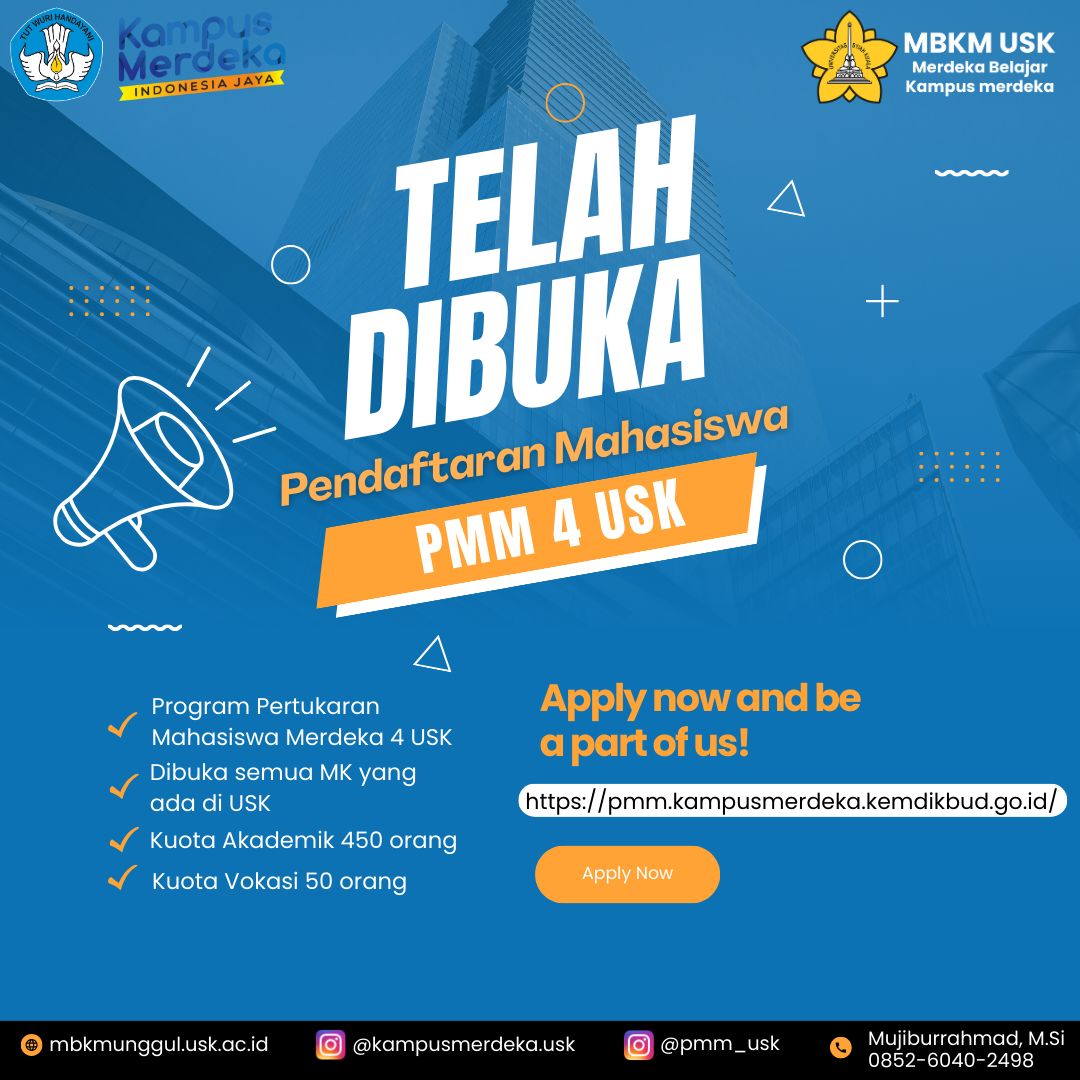 TUT WURI HANDAYANI
Kampus
Merdeka
INDONESIA JAYA
UNIVERSITAS SYIAH KUALA
MBKM USK
Merdeka Belajar
Kampus merdeka
TELAH
DIBUKA
Pendaftaran Mahasiswa
PMM 4 USK
Program Pertukaran
Mahasiswa Merdeka 4 USK
Dibuka semua MK yang
ada di USK
Kuota Akademik 450 orang
Kuota Vokasi 50 orang
Apply now and be
a part of us!
https://pmm.kampusmerdeka.kemdikbud.go.id/
Apply Now
mbkmunggul.usk.ac.id
@kampusmerdeka.usk
@pmm_usk
Mujiburrahmad, M.Si
0852-6040-2498